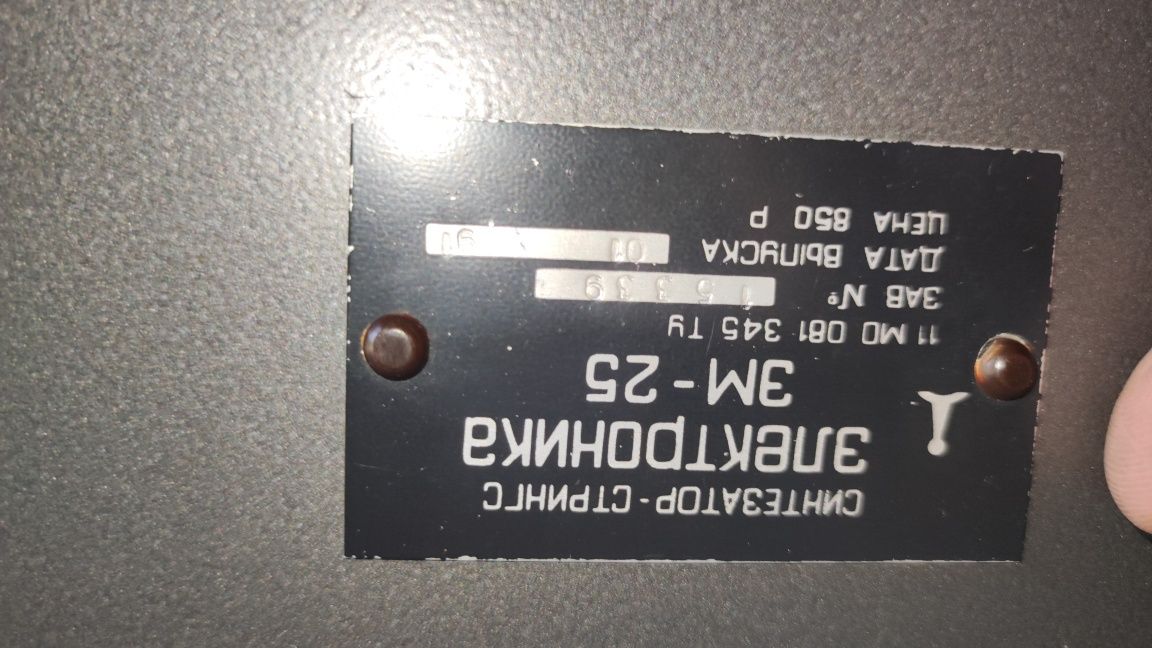 СИНТЕЗАТОР-СТРИНГС
ЭЛЕКТРОНИКА
ЭМ-25
11 МО 081 345 ТУ
ЗАВ № 15339
ДАТА ВЫПУСКА 01 91
ЦЕНА 850 Р